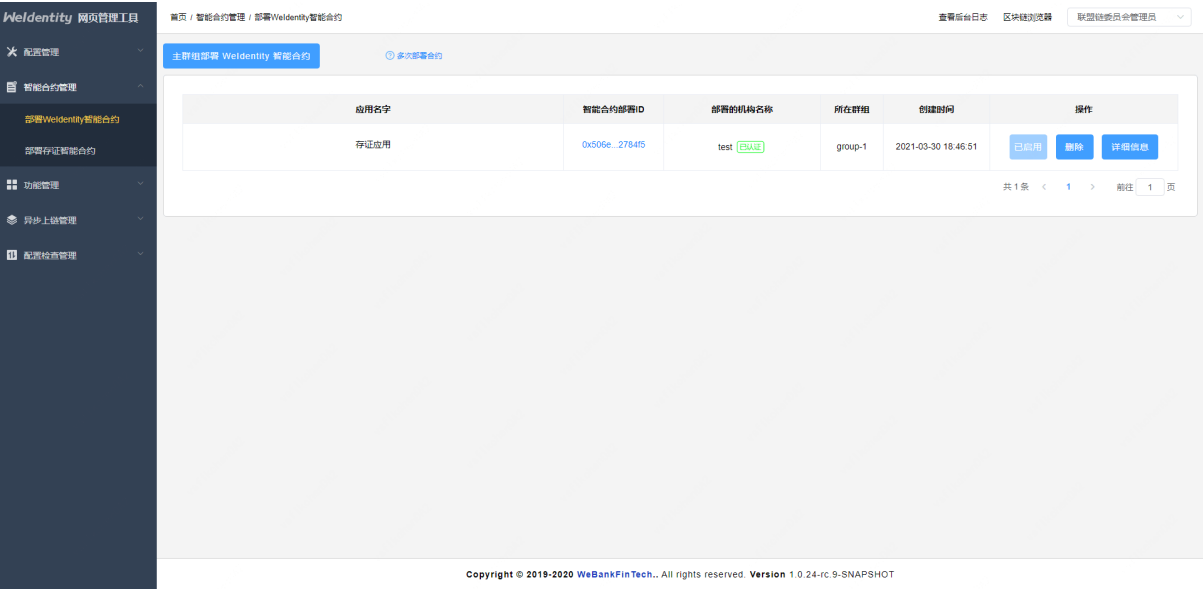 WeIdentity 网页管理工具
首页 / 智能合约管理 / 部署WeIdentity智能合约
查看后台日志 区块链浏览器 联盟链委员会管理员
配置管理
智能合约管理
部署WeIdentity智能合约
部署存证智能合约
功能管理
异步上链管理
配置检查管理
主群组部署 WeIdentity 智能合约 多次部署合约
应用名字 智能合约部署ID 部署的机构名称 所在群组 创建时间 操作
存证应用 0x506e...2784f5 test 已认证 group-1 2021-03-30 18:46:51 已启用 删除 详细信息
共 1 条 < 1 > 前往 1 页
Copyright © 2019-2020 WeBankFinTech.. All rights reserved. Version 1.0.24-rc.9-SNAPSHOT